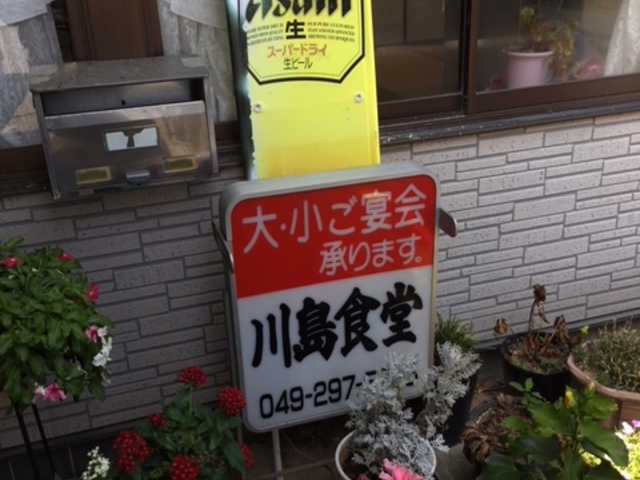 Asahi
生
スーパードライ
生ビール
大・小ご宴会
承ります。
川島食堂
049-297-